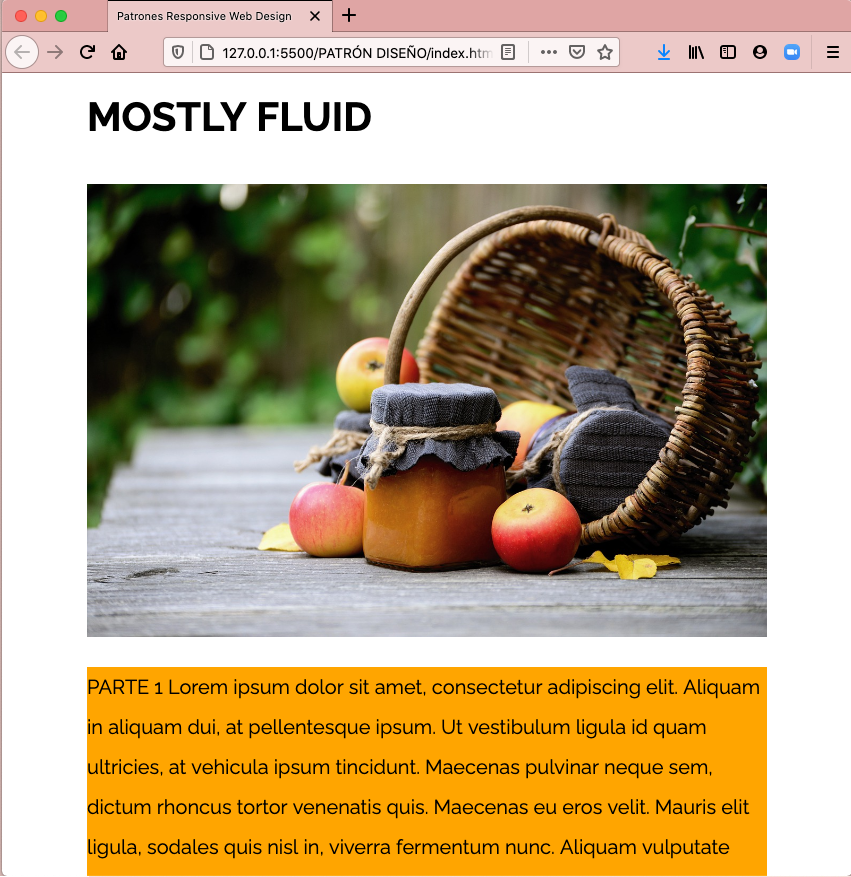 Patrones Responsive Web Design
127.0.0.1:5500/PATRÓN DISEÑO/index.htm
MOSTLY FLUID
PARTE 1 Lorem ipsum dolor sit amet, consectetur adipiscing elit. Aliquam
in aliquam dui, at pellentesque ipsum. Ut vestibulum ligula id quam
ultricies, at vehicula ipsum tincidunt. Maecenas pulvinar neque sem,
dictum rhoncus tortor venenatis quis. Maecenas eu eros velit. Mauris elit
ligula, sodales quis nisl in, viverra fermentum nunc. Aliquam vulputate